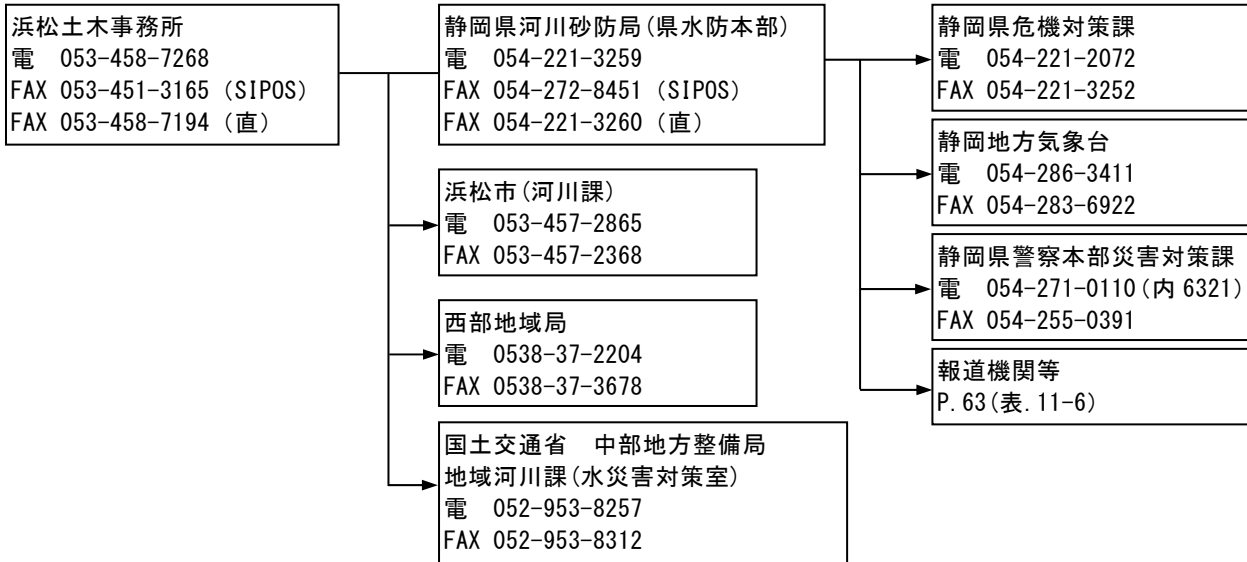 浜松土木事務所
電　053-458-7268
FAX 053-451-3165 (SIPOS)
FAX 053-458-7194 (直)
静岡県河川砂防局(県水防本部)
電　054-221-3259
FAX 054-272-8451 (SIPOS)
FAX 054-221-3260 (直)
浜松市(河川課)
電　053-457-2865
FAX 053-457-2368
西部地域局
電　0538-37-2204
FAX 0538-37-3678
国土交通省　中部地方整備局
地域河川課(水災害対策室)
電　052-953-8257
FAX 052-953-8312
静岡県危機対策課
電　054-221-2072
FAX 054-221-3252
静岡地方気象台
電　054-286-3411
FAX 054-283-6922
静岡県警察本部災害対策課
電　054-271-0110(内 6321)
FAX 054-255-0391
報道機関等
P.63(表.11-6)